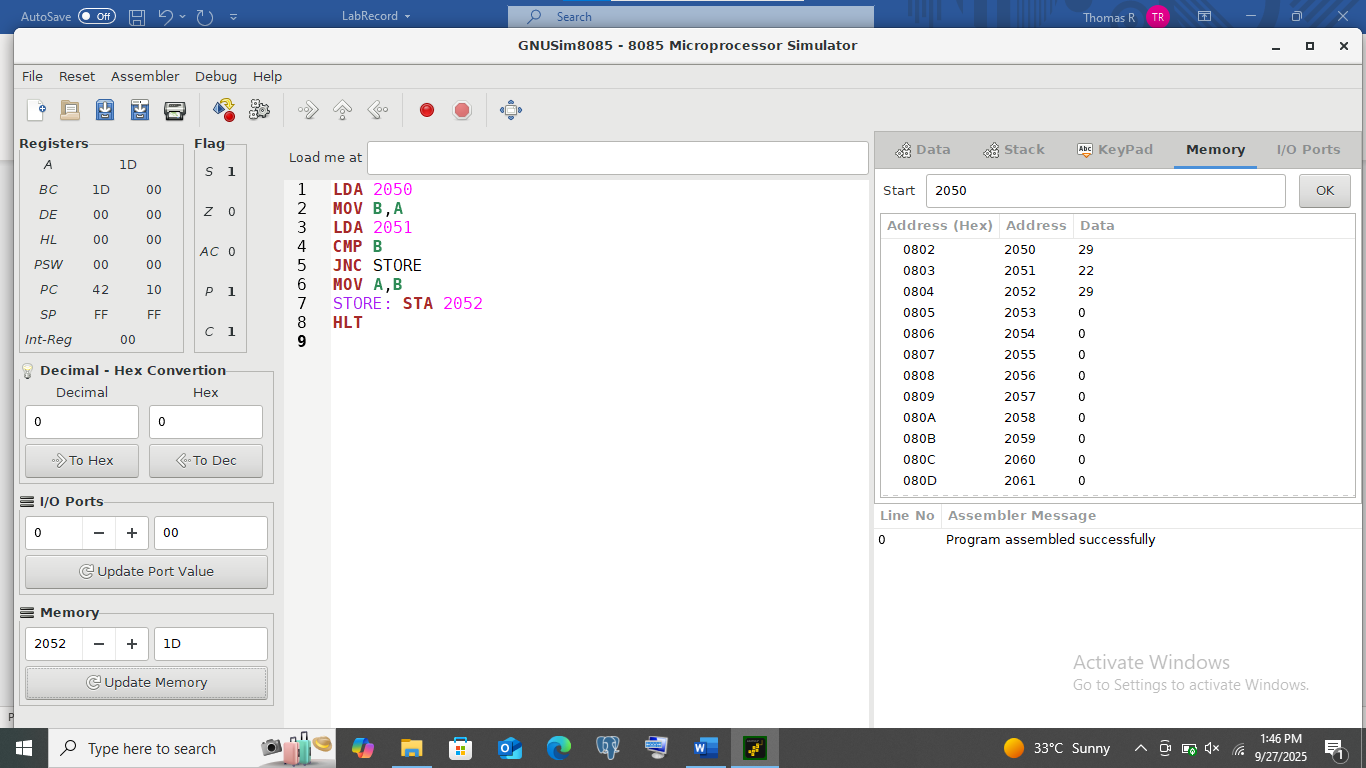 AutoSave Off LabRecord Search Thomas R TR
GNUSim8085 - 8085 Microprocessor Simulator
File Reset Assembler Debug Help
Registers
A 1D
BC 1D 00
DE 00 00
HL 00 00
PSW 00 00
PC 42 10
SP FF FF
Int-Reg 00
Flag
S 1
Z 0
AC 0
P 1
C 1
Decimal - Hex Convertion
Decimal Hex
0 0
To Hex To Dec
I/O Ports
0 00
Update Port Value
Memory
2052 1D
Update Memory
Load me at
1 LDA 2050
2 MOV B,A
3 LDA 2051
4 CMP B
5 JNC STORE
6 MOV A,B
7 STORE: STA 2052
8 HLT
9
Data Stack Abc KeyPad Memory I/O Ports
Start 2050 OK
Address (Hex) Address Data
0802 2050 29
0803 2051 22
0804 2052 29
0805 2053 0
0806 2054 0
0807 2055 0
0808 2056 0
0809 2057 0
080A 2058 0
080B 2059 0
080C 2060 0
080D 2061 0
Line No Assembler Message
0 Program assembled successfully
Activate Windows
Go to Settings to activate Windows.
Type here to search
33°C Sunny
1:46 PM
9/27/2025
1